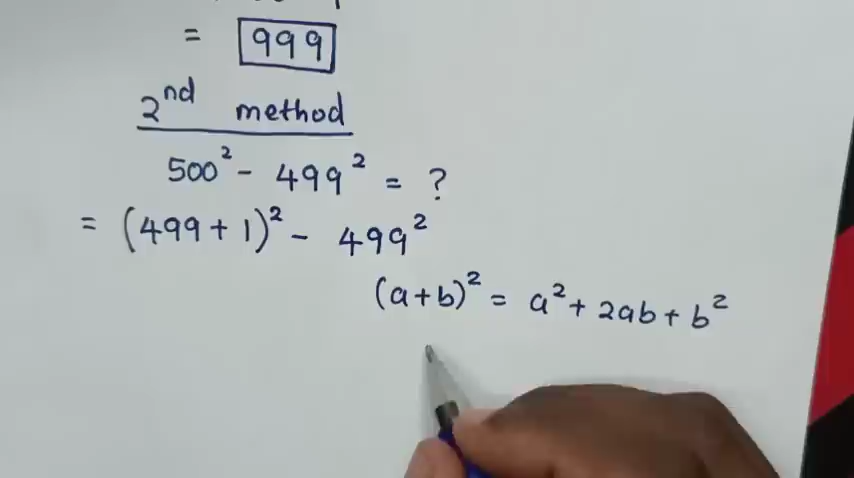 = 999
2nd method
500² - 499² = ?
= (499 + 1)² - 499²
(a+b)² = a² + 2ab + b²